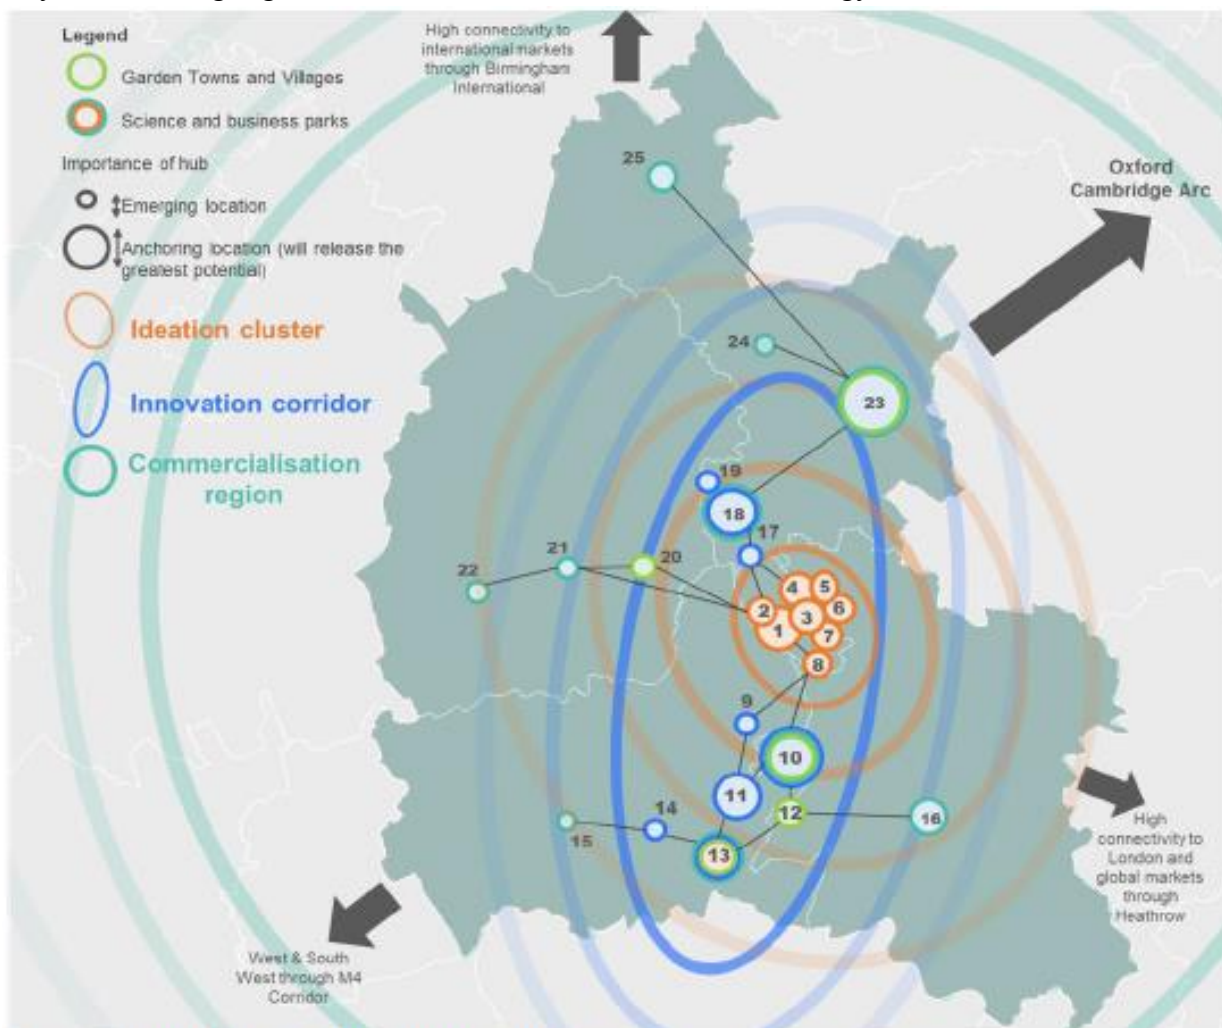 Legend
Garden Towns and Villages
Science and business parks
Importance of hub
Emerging location
Anchoring location (will release the
greatest potential)
Ideation cluster
Innovation corridor
Commercialisation
region
High connectivity to
international markets
through Birmingham
International
Oxford
Cambridge Arc
25
24
23
19
18
17
21
20
22
4
5
2
3
6
1
7
8
9
10
11
14
12
16
15
13
High
connectivity to
London and
global markets
through
Heathrow
West & South
West through M4
Corridor